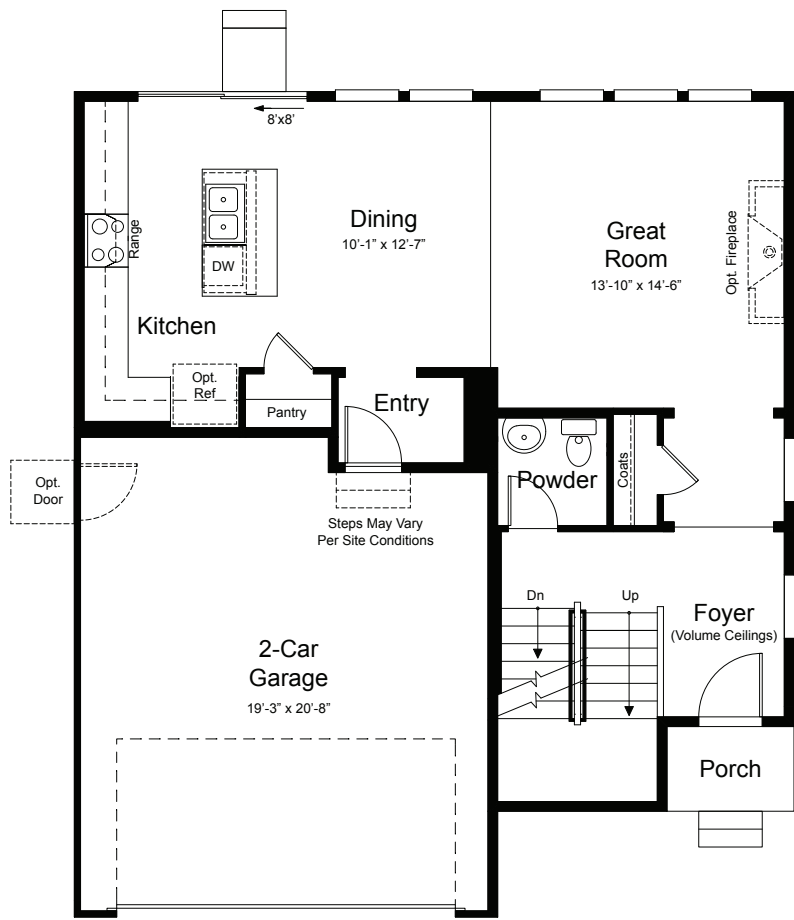 8'x8'
Range
DW
Dining
10'-1" x 12'-7"
Great
Room
13'-10" x 14'-6"
Opt. Fireplace
Kitchen
Opt.
Ref
Pantry
Entry
Opt.
Door
Steps May Vary
Per Site Conditions
Powder
Coats
Dn
Up
Foyer
(Volume Ceilings)
2-Car
Garage
19'-3" x 20'-8"
Porch